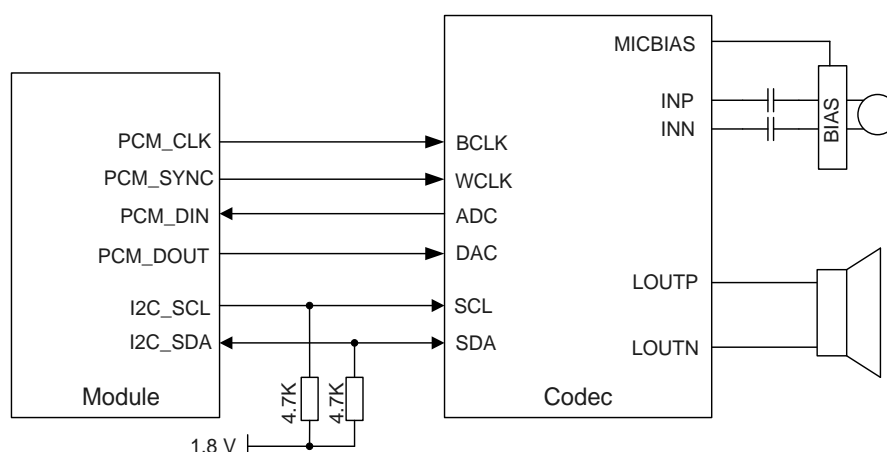 MICBIAS
INP
INN
BIAS
PCM_CLK
BCLK
PCM_SYNC
WCLK
PCM_DIN
ADC
PCM_DOUT
DAC
I2C_SCL
SCL
I2C_SDA
SDA
LOUTP
LOUTN
Module
4.7K
4.7K
Codec
1.8 V